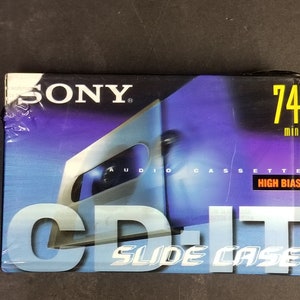 SONY®
74
min
AUDIO CASSETTE
HIGH BIAS
CD-IT
SLIDE CASE